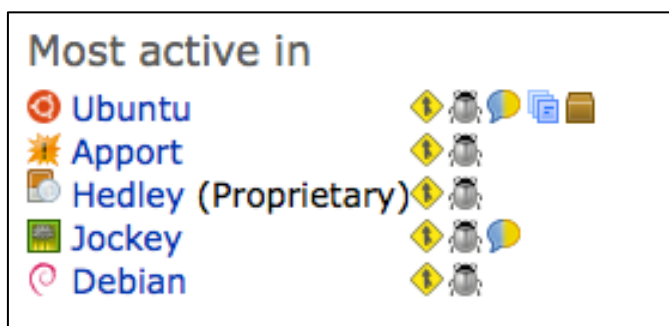 Most active in
Ubuntu
Apport
Hedley (Proprietary)
Jockey
Debian